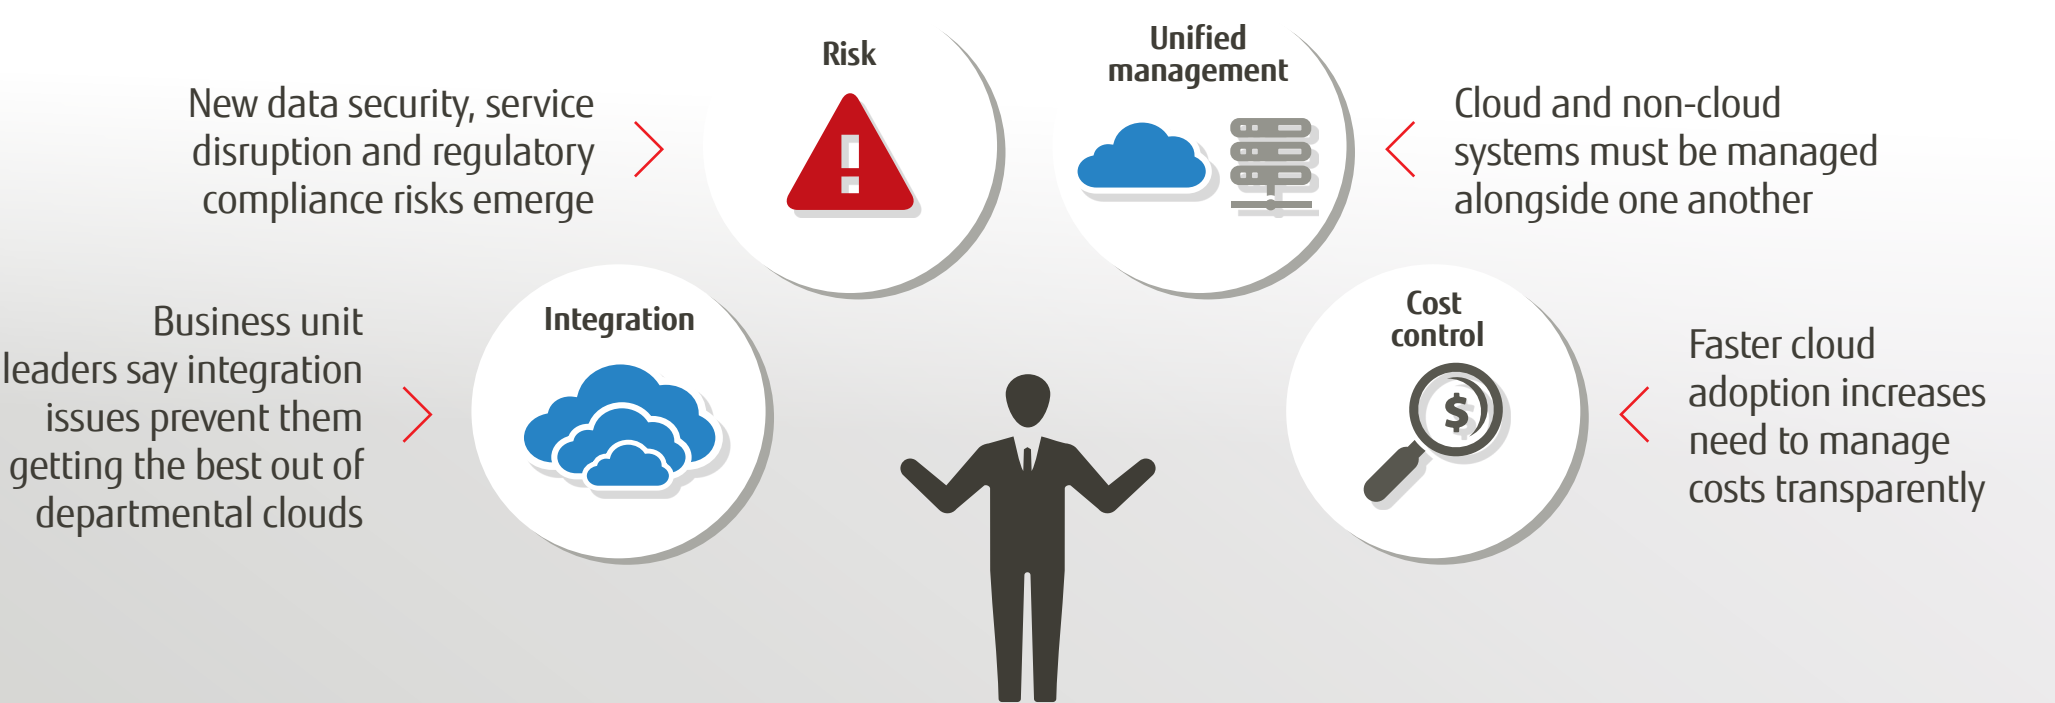 Risk
New data security, service
disruption and regulatory
compliance risks emerge
Unified
management
Cloud and non-cloud
systems must be managed
alongside one another
Integration
Business unit
leaders say integration
issues prevent them
getting the best out of
departmental clouds
Cost
control
$
Faster cloud
adoption increases
need to manage
costs transparently